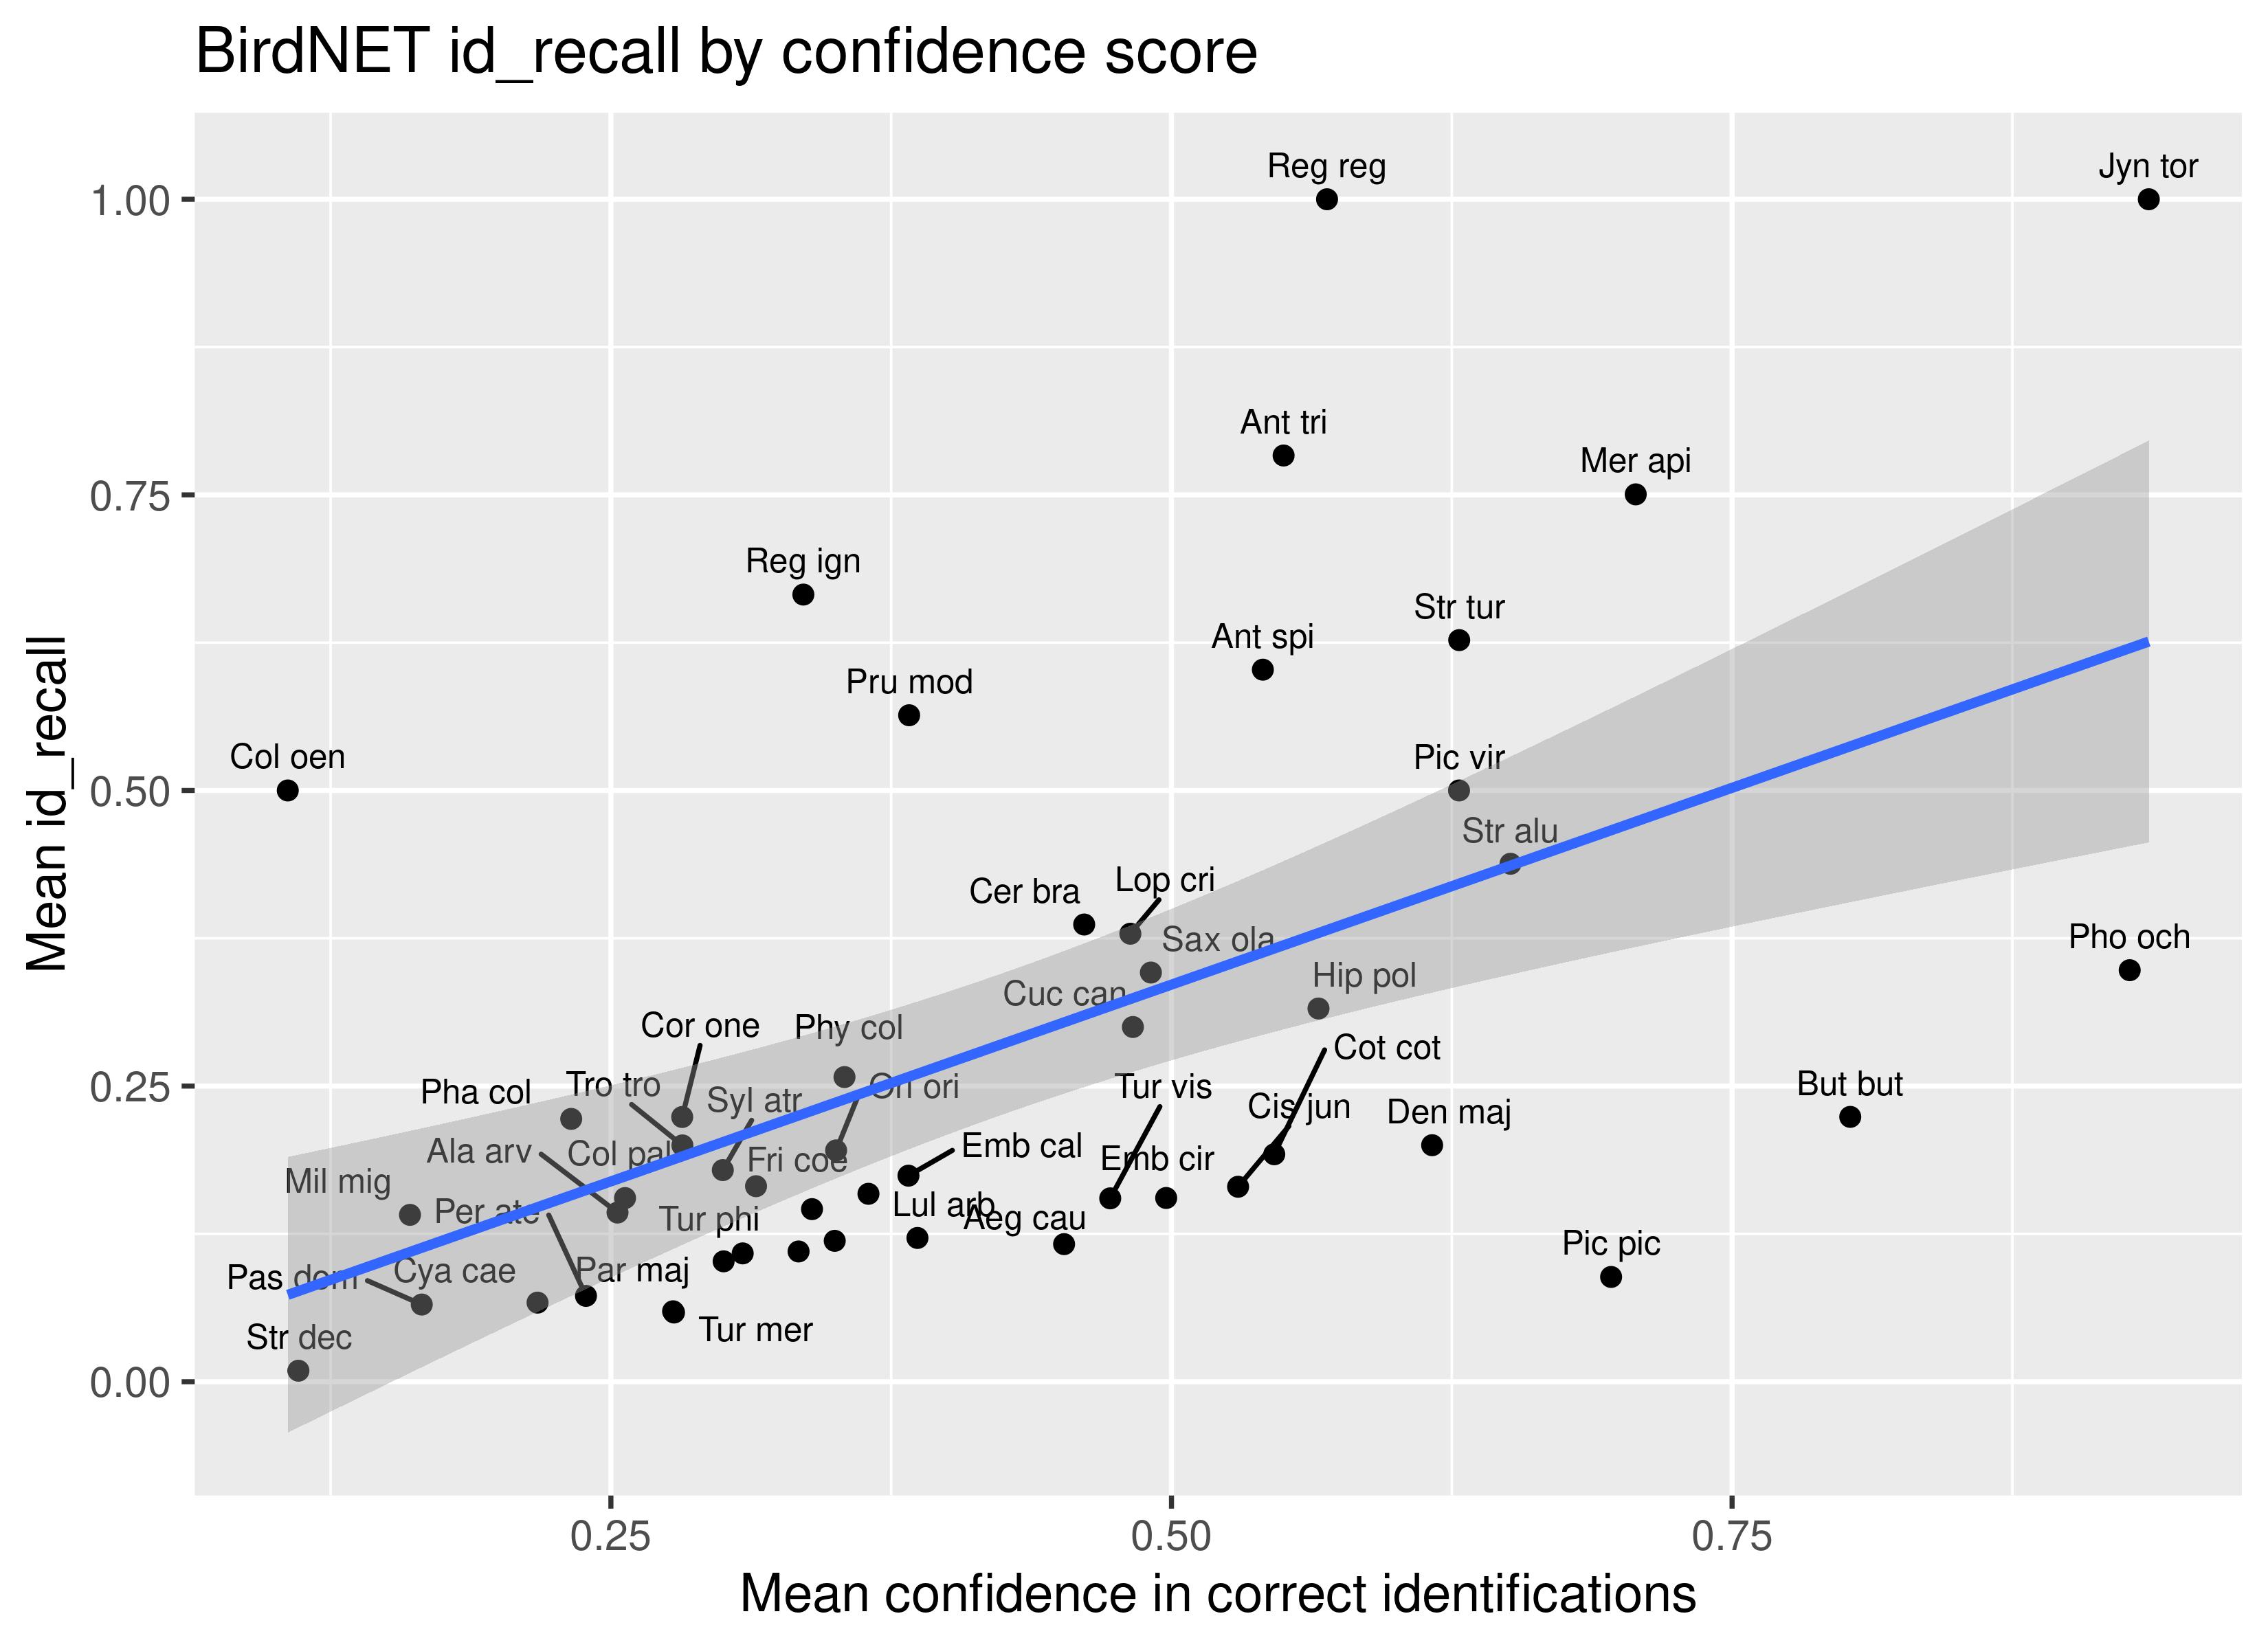 BirdNET id_recall by confidence score
Reg reg
Jyn tor
1.00
Ant tri
Mer api
0.75
Reg ign
Str tur
Ant spi
Pru mod
Col oen
Pic vir
0.50
Str alu
Lop cri
Cer bra
Sax ola
Pho och
Hip pol
Cuc can
Cor one
Phy col
Cot cot
Pha col
Tro tro
0.25
Syl atr
Ori ori
Tur vis
Cis jun
Den maj
But but
Ala arv
Col pal
Fri coe
Emb cal
Emb cir
Mil mig
Per ate
Tur phi
Lul arb
Aeg cau
Pic pic
Pas dom
Cya cae
Par maj
Str dec
Tur mer
0.00
Mean id_recall
0.25
0.50
0.75
Mean confidence in correct identifications